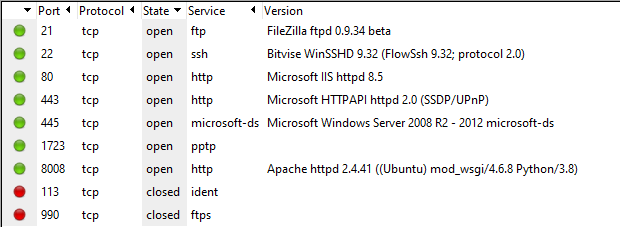 Port Protocol State Service Version
21 tcp open ftp FileZilla ftpd 0.9.34 beta
22 tcp open ssh Bitvise WinSSHD 9.32 (FlowSsh 9.32; protocol 2.0)
80 tcp open http Microsoft IIS httpd 8.5
443 tcp open http Microsoft HTTPAPI httpd 2.0 (SSDP/UPnP)
445 tcp open microsoft-ds Microsoft Windows Server 2008 R2 - 2012 microsoft-ds
1723 tcp open pptp
8008 tcp open http Apache httpd 2.4.41 ((Ubuntu) mod_wsgi/4.6.8 Python/3.8)
113 tcp closed ident
990 tcp closed ftps